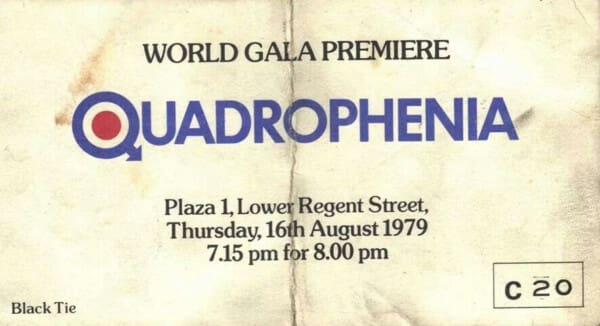 WORLD GALA PREMIERE
QUADROPHENIA
Plaza 1, Lower Regent Street,
Thursday, 16th August 1979
7.15 pm for 8.00 pm
C 20
Black Tie